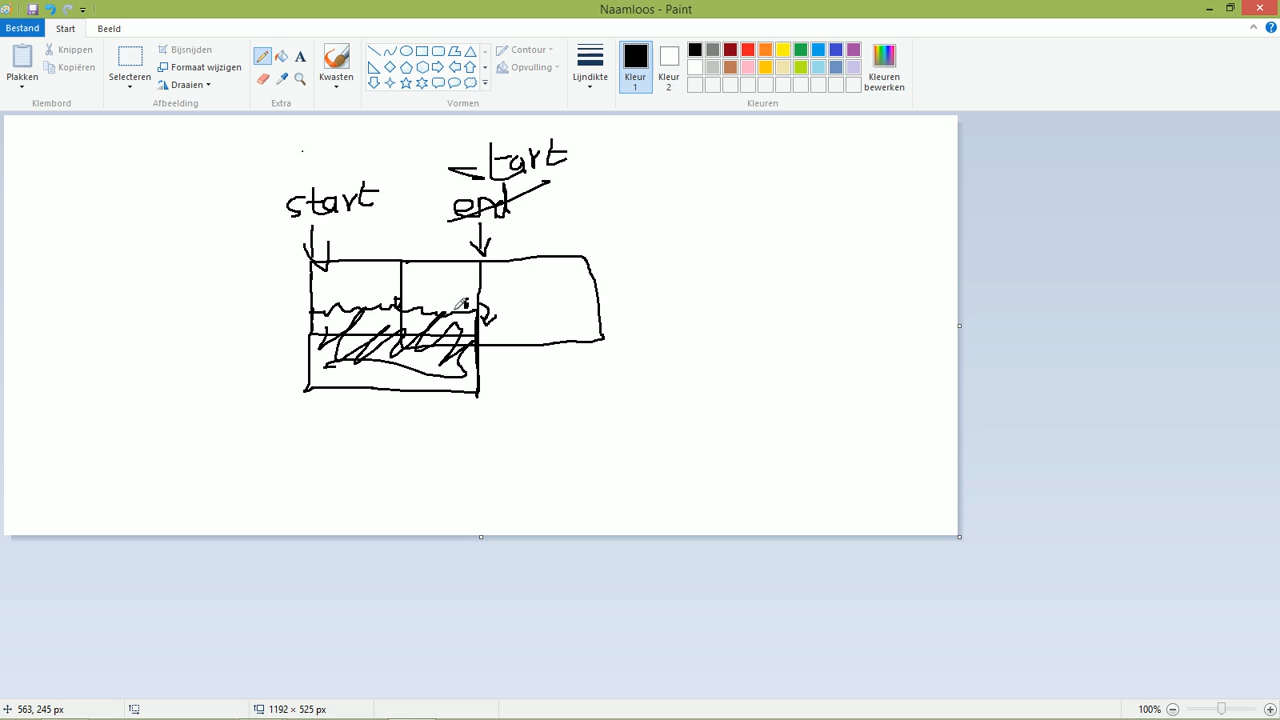 Naamloos - Paint
Bestand Start Beeld
Plakken
Knippen
Kopiëren
Klembord
Selecteren
Bijsnijden
Formaat wijzigen
Draaien
Afbeelding
A
Extra
Kwasten
Contour
Opvulling
Vormen
Lijndikte
Kleur 1
Kleur 2
Kleuren bewerken
Kleuren
tart
start
end
563, 245 px
1192 × 525 px
100%